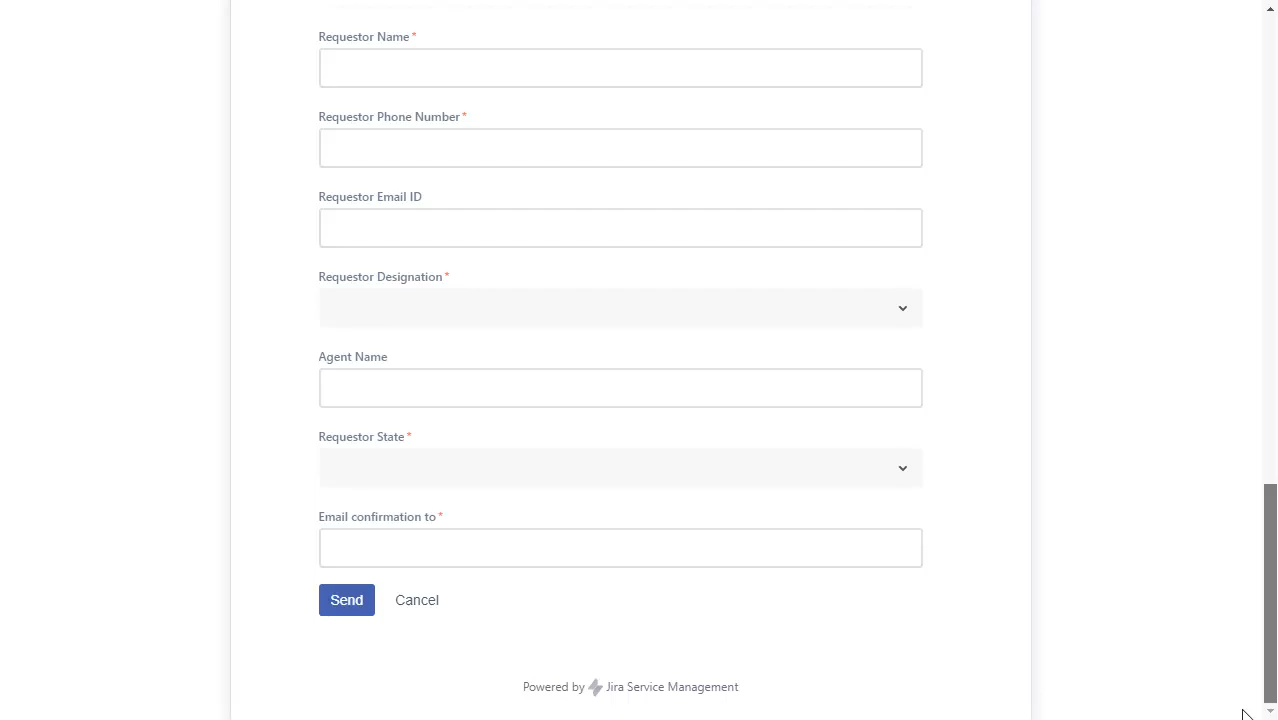 Requestor Name*
Requestor Phone Number*
Requestor Email ID
Requestor Designation*
Agent Name
Requestor State*
Email confirmation to*
Send Cancel
Powered by Jira Service Management